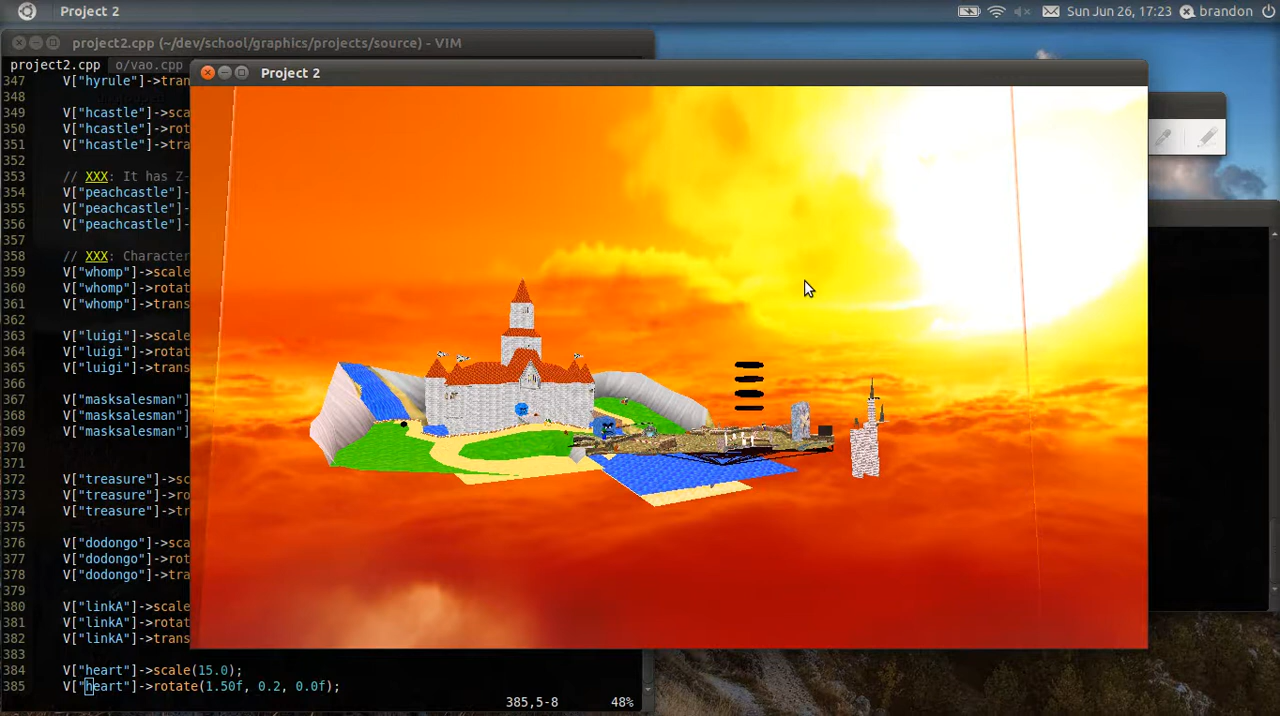 Project 2
Sun Jun 26, 17:23 brandon
project2.cpp (~/dev/school/graphics/projects/source) - VIM
project2.cpp o/vao.cpp
Project 2
347 V["hyrule"]->tran
348
349 V["hcastle"]->sca
350 V["hcastle"]->rot
351 V["hcastle"]->tra
352
353 // XXX: It has Z-
354 V["peachcastle"]-
355 V["peachcastle"]-
356 V["peachcastle"]-
357
358 // XXX: Character
359 V["whomp"]->scale
360 V["whomp"]->rotat
361 V["whomp"]->trans
362
363 V["luigi"]->scale
364 V["luigi"]->rotat
365 V["luigi"]->trans
366
367 V["masksalesman"]
368 V["masksalesman"]
369 V["masksalesman"]
370
371
372 V["treasure"]->sc
373 V["treasure"]->ro
374 V["treasure"]->tr
375
376 V["dodongo"]->sca
377 V["dodongo"]->rot
378 V["dodongo"]->tra
379
380 V["linkA"]->scale
381 V["linkA"]->rotat
382 V["linkA"]->trans
383
384 V["heart"]->scale(15.0);
385 V["heart"]->rotate(1.50f, 0.2, 0.0f);
385,5-8 48%